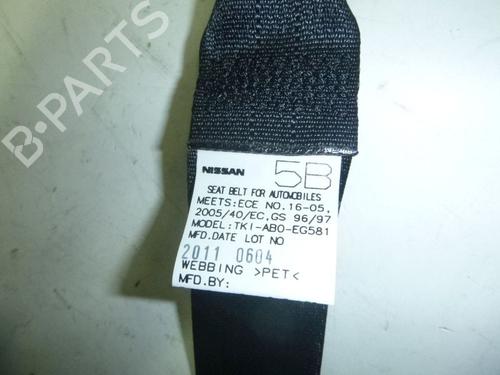 B-PARTS
NISSAN 5B
SEAT BELT FOR AUTOMOBILES
MEETS:ECE NO.16-05,
2005/40/EC,GS 96/97
MODEL:TK1-AB0-EG581
MFD.DATE LOT NO
2011 0604
WEBBING >PET<
MFD.BY: